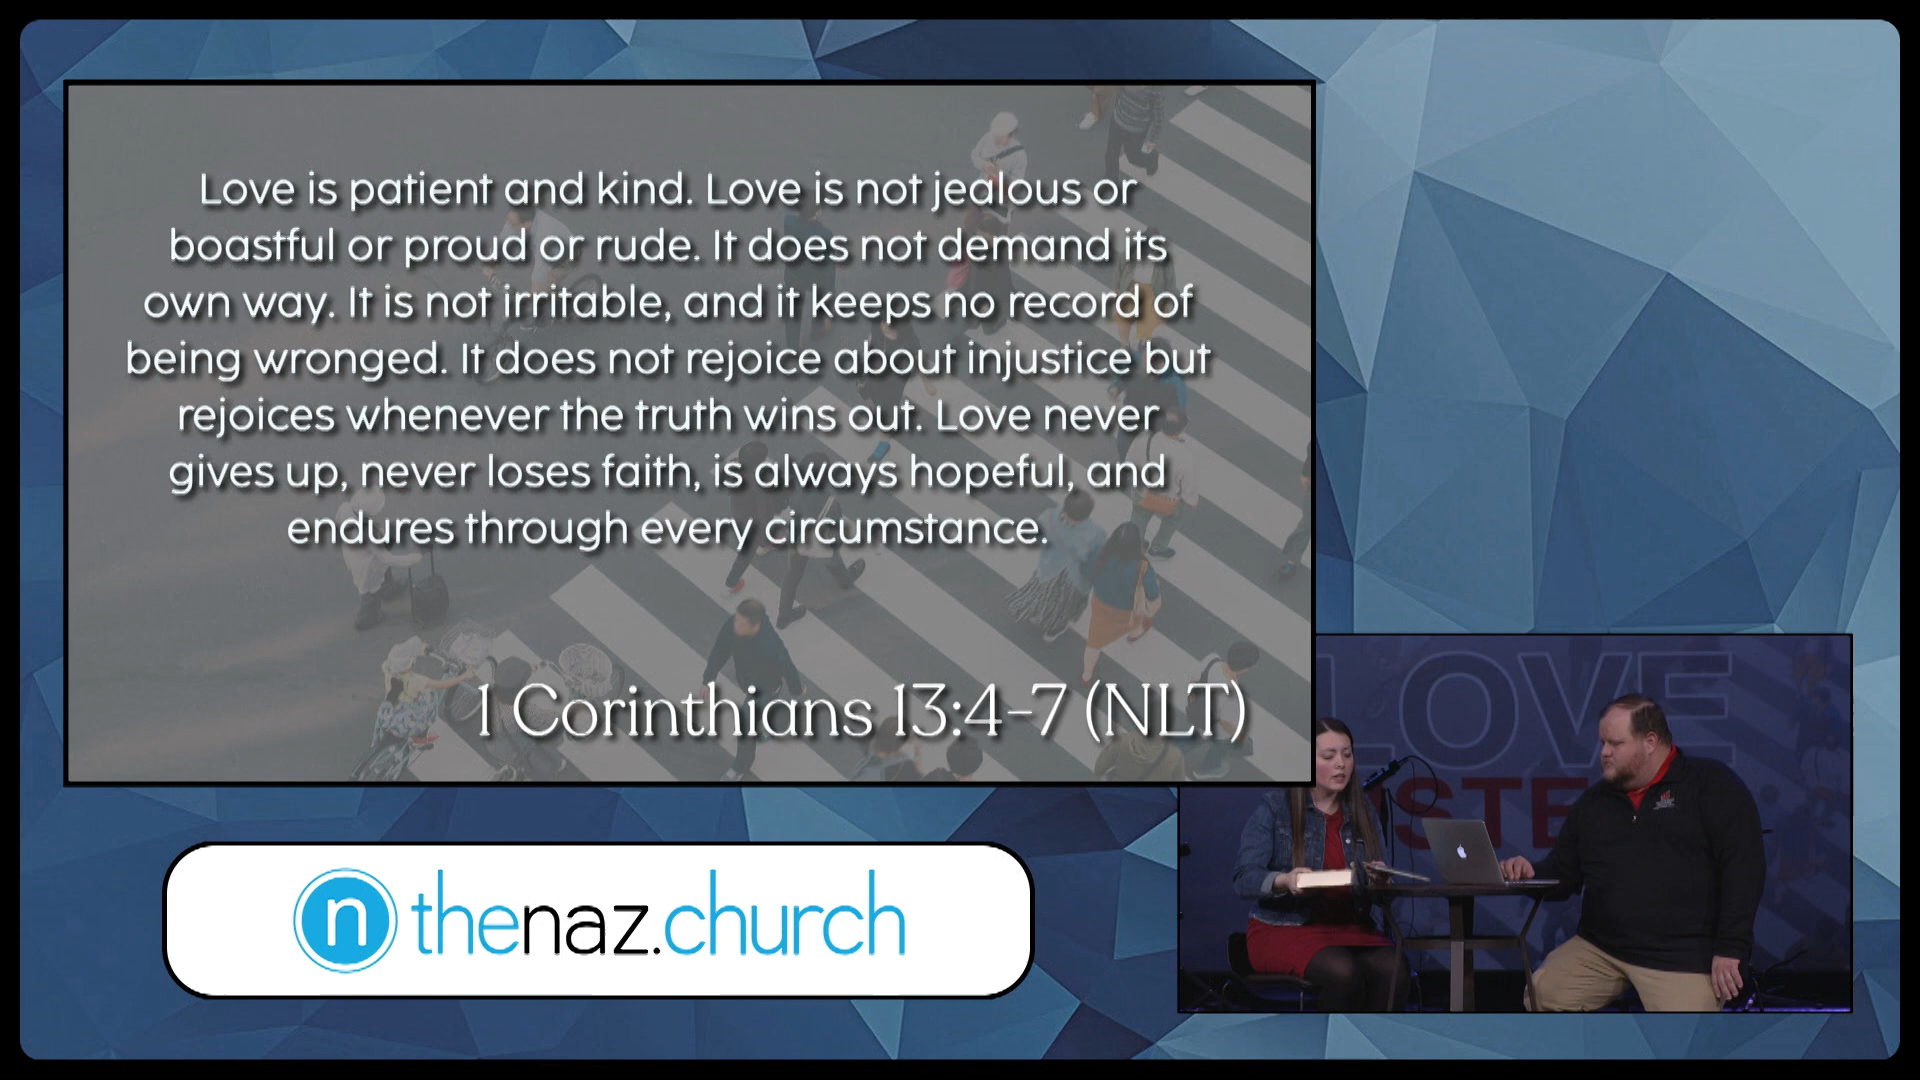 Love is patient and kind. Love is not jealous or
boastful or proud or rude. It does not demand its
own way. It is not irritable, and it keeps no record of
being wronged. It does not rejoice about injustice but
rejoices whenever the truth wins out. Love never
gives up, never loses faith, is always hopeful, and
endures through every circumstance.
1 Corinthians 13:4-7 (NLT)
LOVE
n thenaz.church